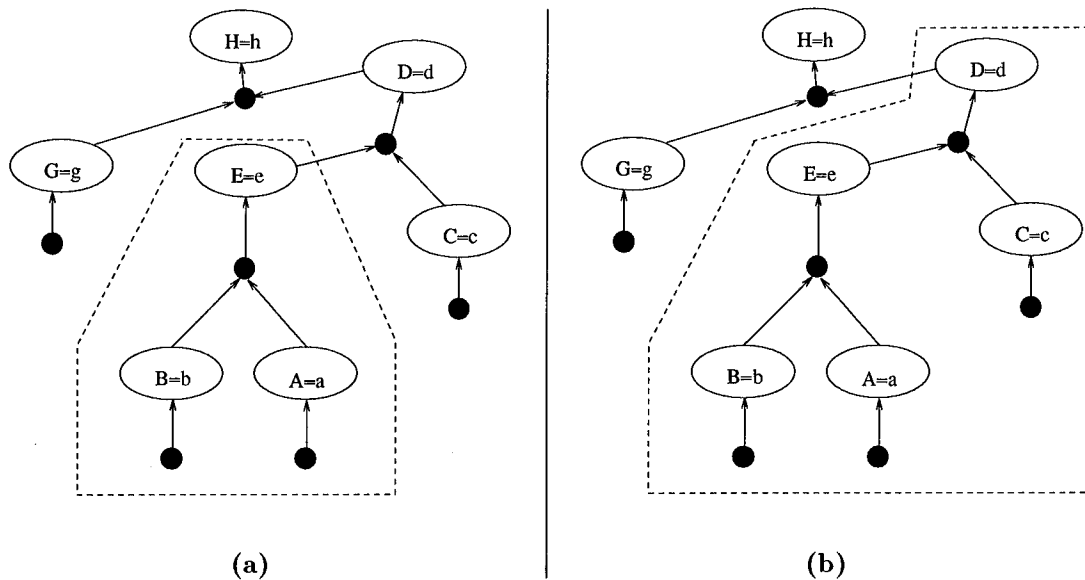 H=h
D=d
G=g
E=e
C=c
B=b
A=a
(a)
H=h
D=d
G=g
E=e
C=c
B=b
A=a
(b)